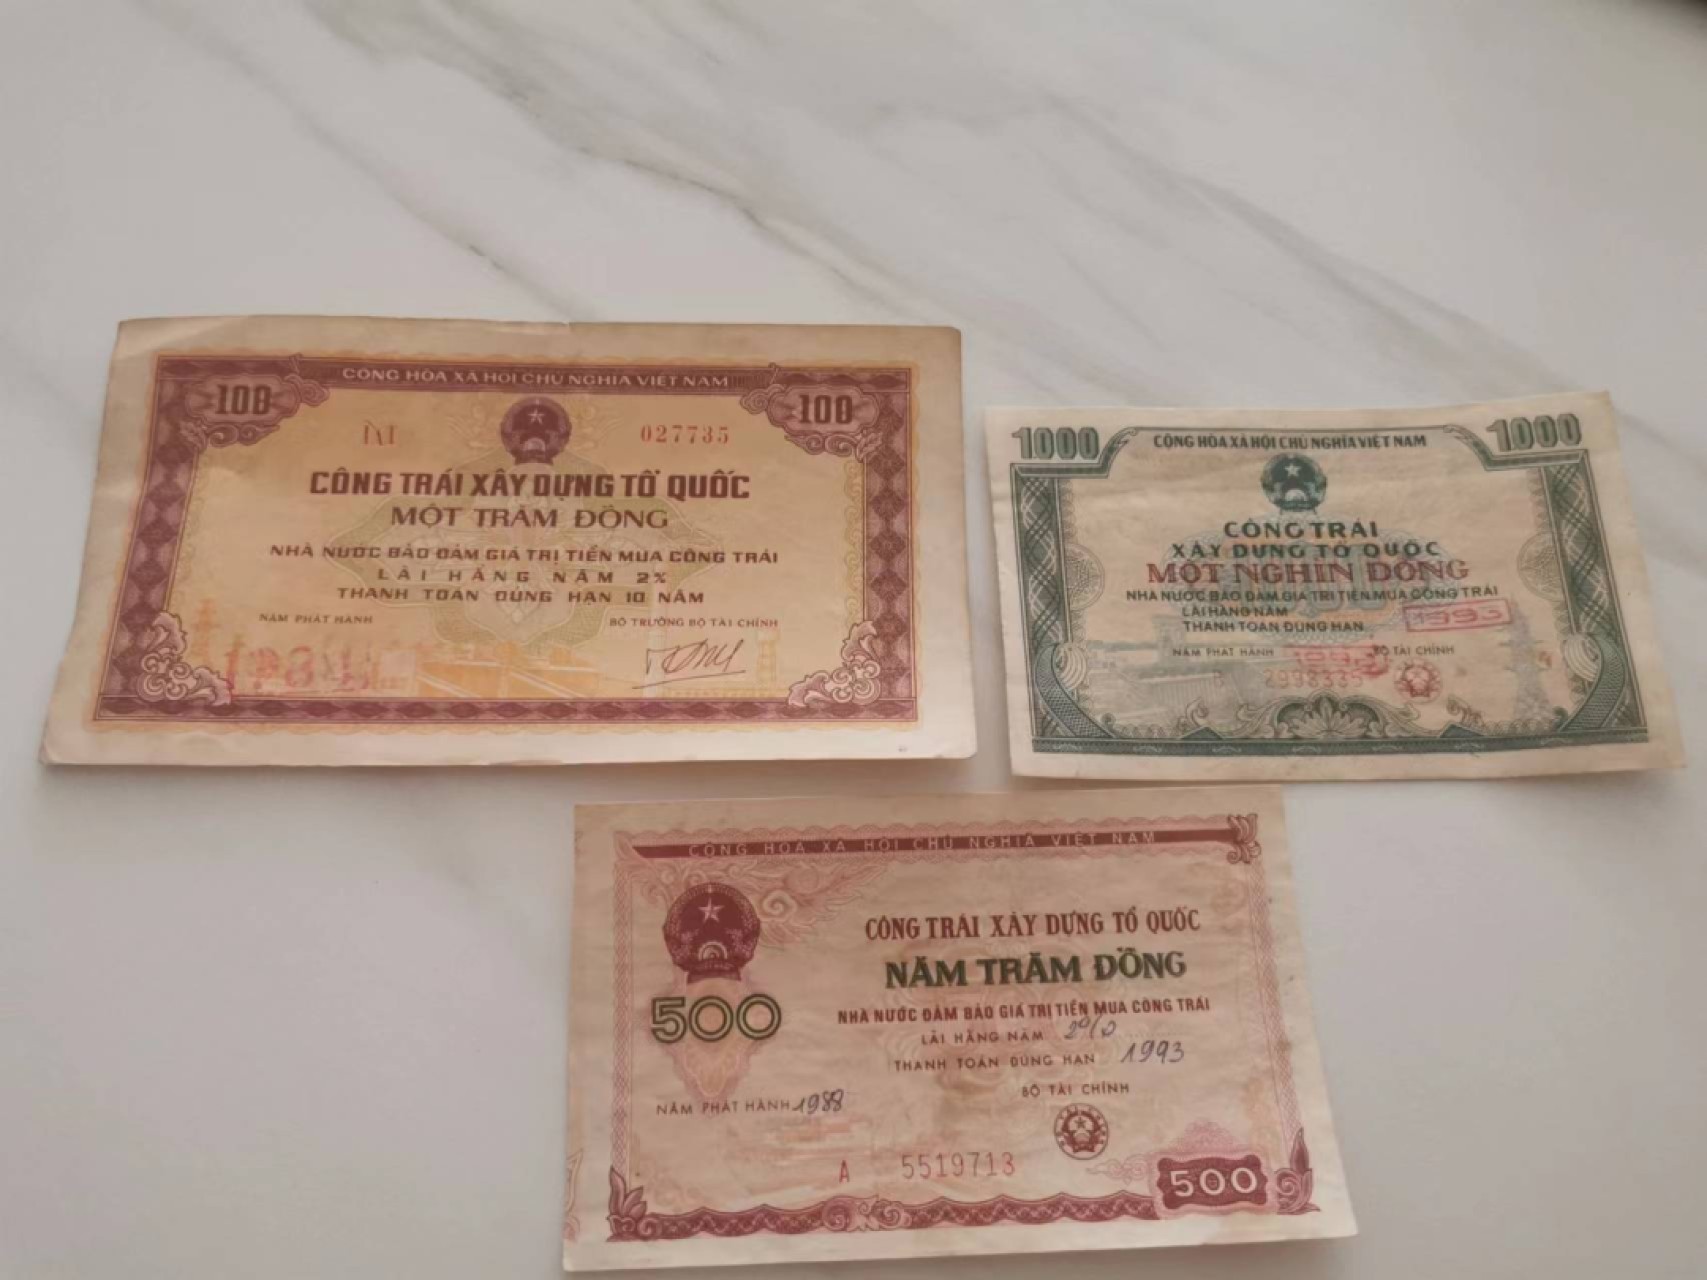 CỘNG HÒA XÃ HỘI CHỦ NGHĨA VIỆT NAM
100
100
027735
CÔNG TRÁI XÂY DỰNG TỔ QUỐC
MỘT TRĂM ĐỒNG
NHÀ NƯỚC BẢO ĐẢM GIÁ TRỊ TIỀN MUA CÔNG TRÁI
LÃI HẰNG NĂM 2%
THANH TOÁN ĐÚNG HẠN 10 NĂM
NĂM PHÁT HÀNH
BỘ TRƯỞNG BỘ TÀI CHÍNH
1984
1000
CỘNG HÒA XÃ HỘI CHỦ NGHĨA VIỆT NAM
1000
CÔNG TRÁI
XÂY DỰNG TỔ QUỐC
MỘT NGHÌN ĐỒNG
NHÀ NƯỚC BẢO ĐẢM GIÁ TRỊ TIỀN MUA CÔNG TRÁI
LÃI HẰNG NĂM
THANH TOÁN ĐÚNG HẠN 1993
NĂM PHÁT HÀNH
BỘ TÀI CHÍNH
CỘNG HÒA XÃ HỘI CHỦ NGHĨA VIỆT NAM
CÔNG TRÁI XÂY DỰNG TỔ QUỐC
NĂM TRĂM ĐỒNG
500
NHÀ NƯỚC ĐẢM BẢO GIÁ TRỊ TIỀN MUA CÔNG TRÁI
LÃI HẰNG NĂM 2%
THANH TOÁN ĐÚNG HẠN 1993
BỘ TÀI CHÍNH
NĂM PHÁT HÀNH 1988
A 5519713
500